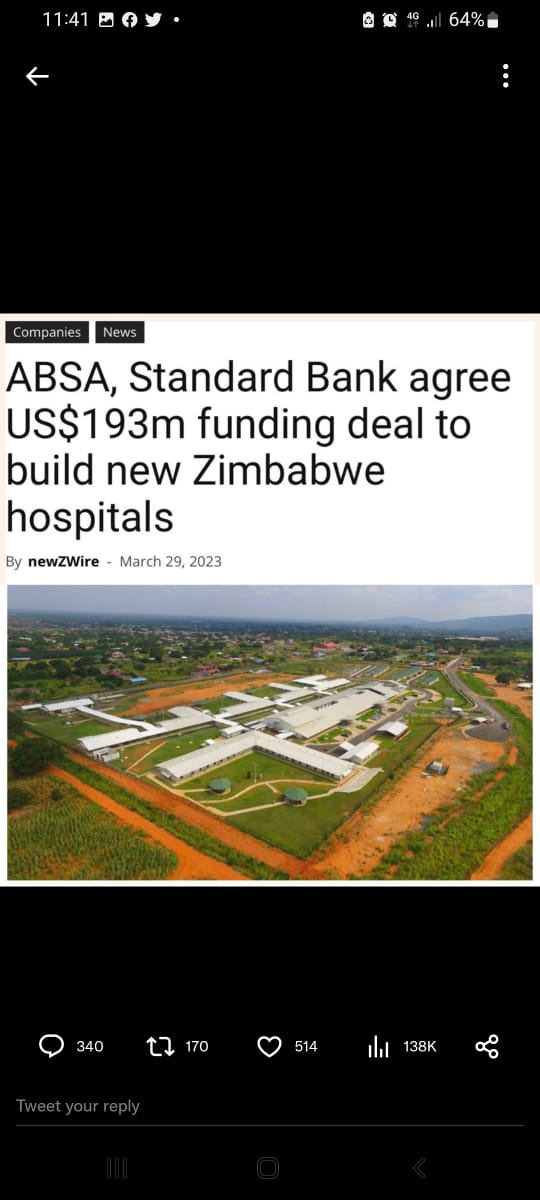 11:41
4G
64%
Companies News
ABSA, Standard Bank agree
US$193m funding deal to
build new Zimbabwe
hospitals
By newZWire - March 29, 2023
340 170 514 138K
Tweet your reply